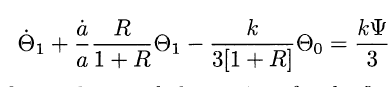 Θ̇₁ + (ȧ/a) (R/(1 + R)) Θ₁ − (k/(3[1 + R])) Θ₀ = kΨ/3